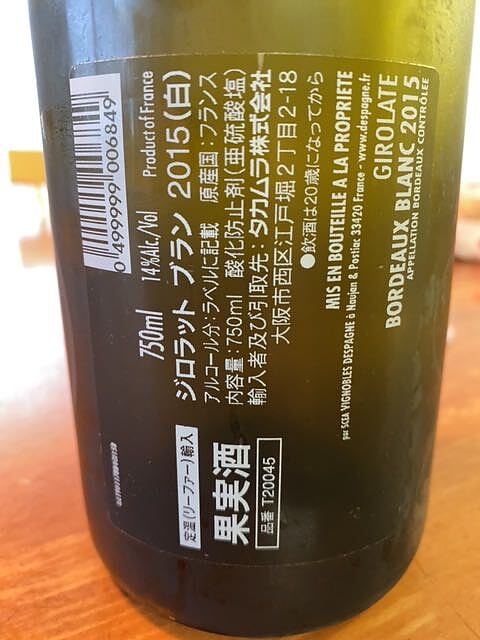 GIROLATE
BORDEAUX BLANC 2015
APPELLATION BORDEAUX CONTRÔLÉE
MIS EN BOUTEILLE A LA PROPRIETE
par SCEA VIGNOBLES DESPAGNE à Naujan & Postiac 33420 France - www.despagne.fr
750ml 14%Alc./Vol Product of France
ジロラット ブラン 2015(白)
アルコール分:ラベルに記載 原産国:フランス
内容量:750ml 酸化防止剤(亜硫酸塩)
輸入者及び引取先:タカムラ株式会社
大阪市西区江戸堀2丁目2-18
●飲酒は20歳になってから
定温(リーファー)輸入
果実酒
品番 T20045
0 499999 006849